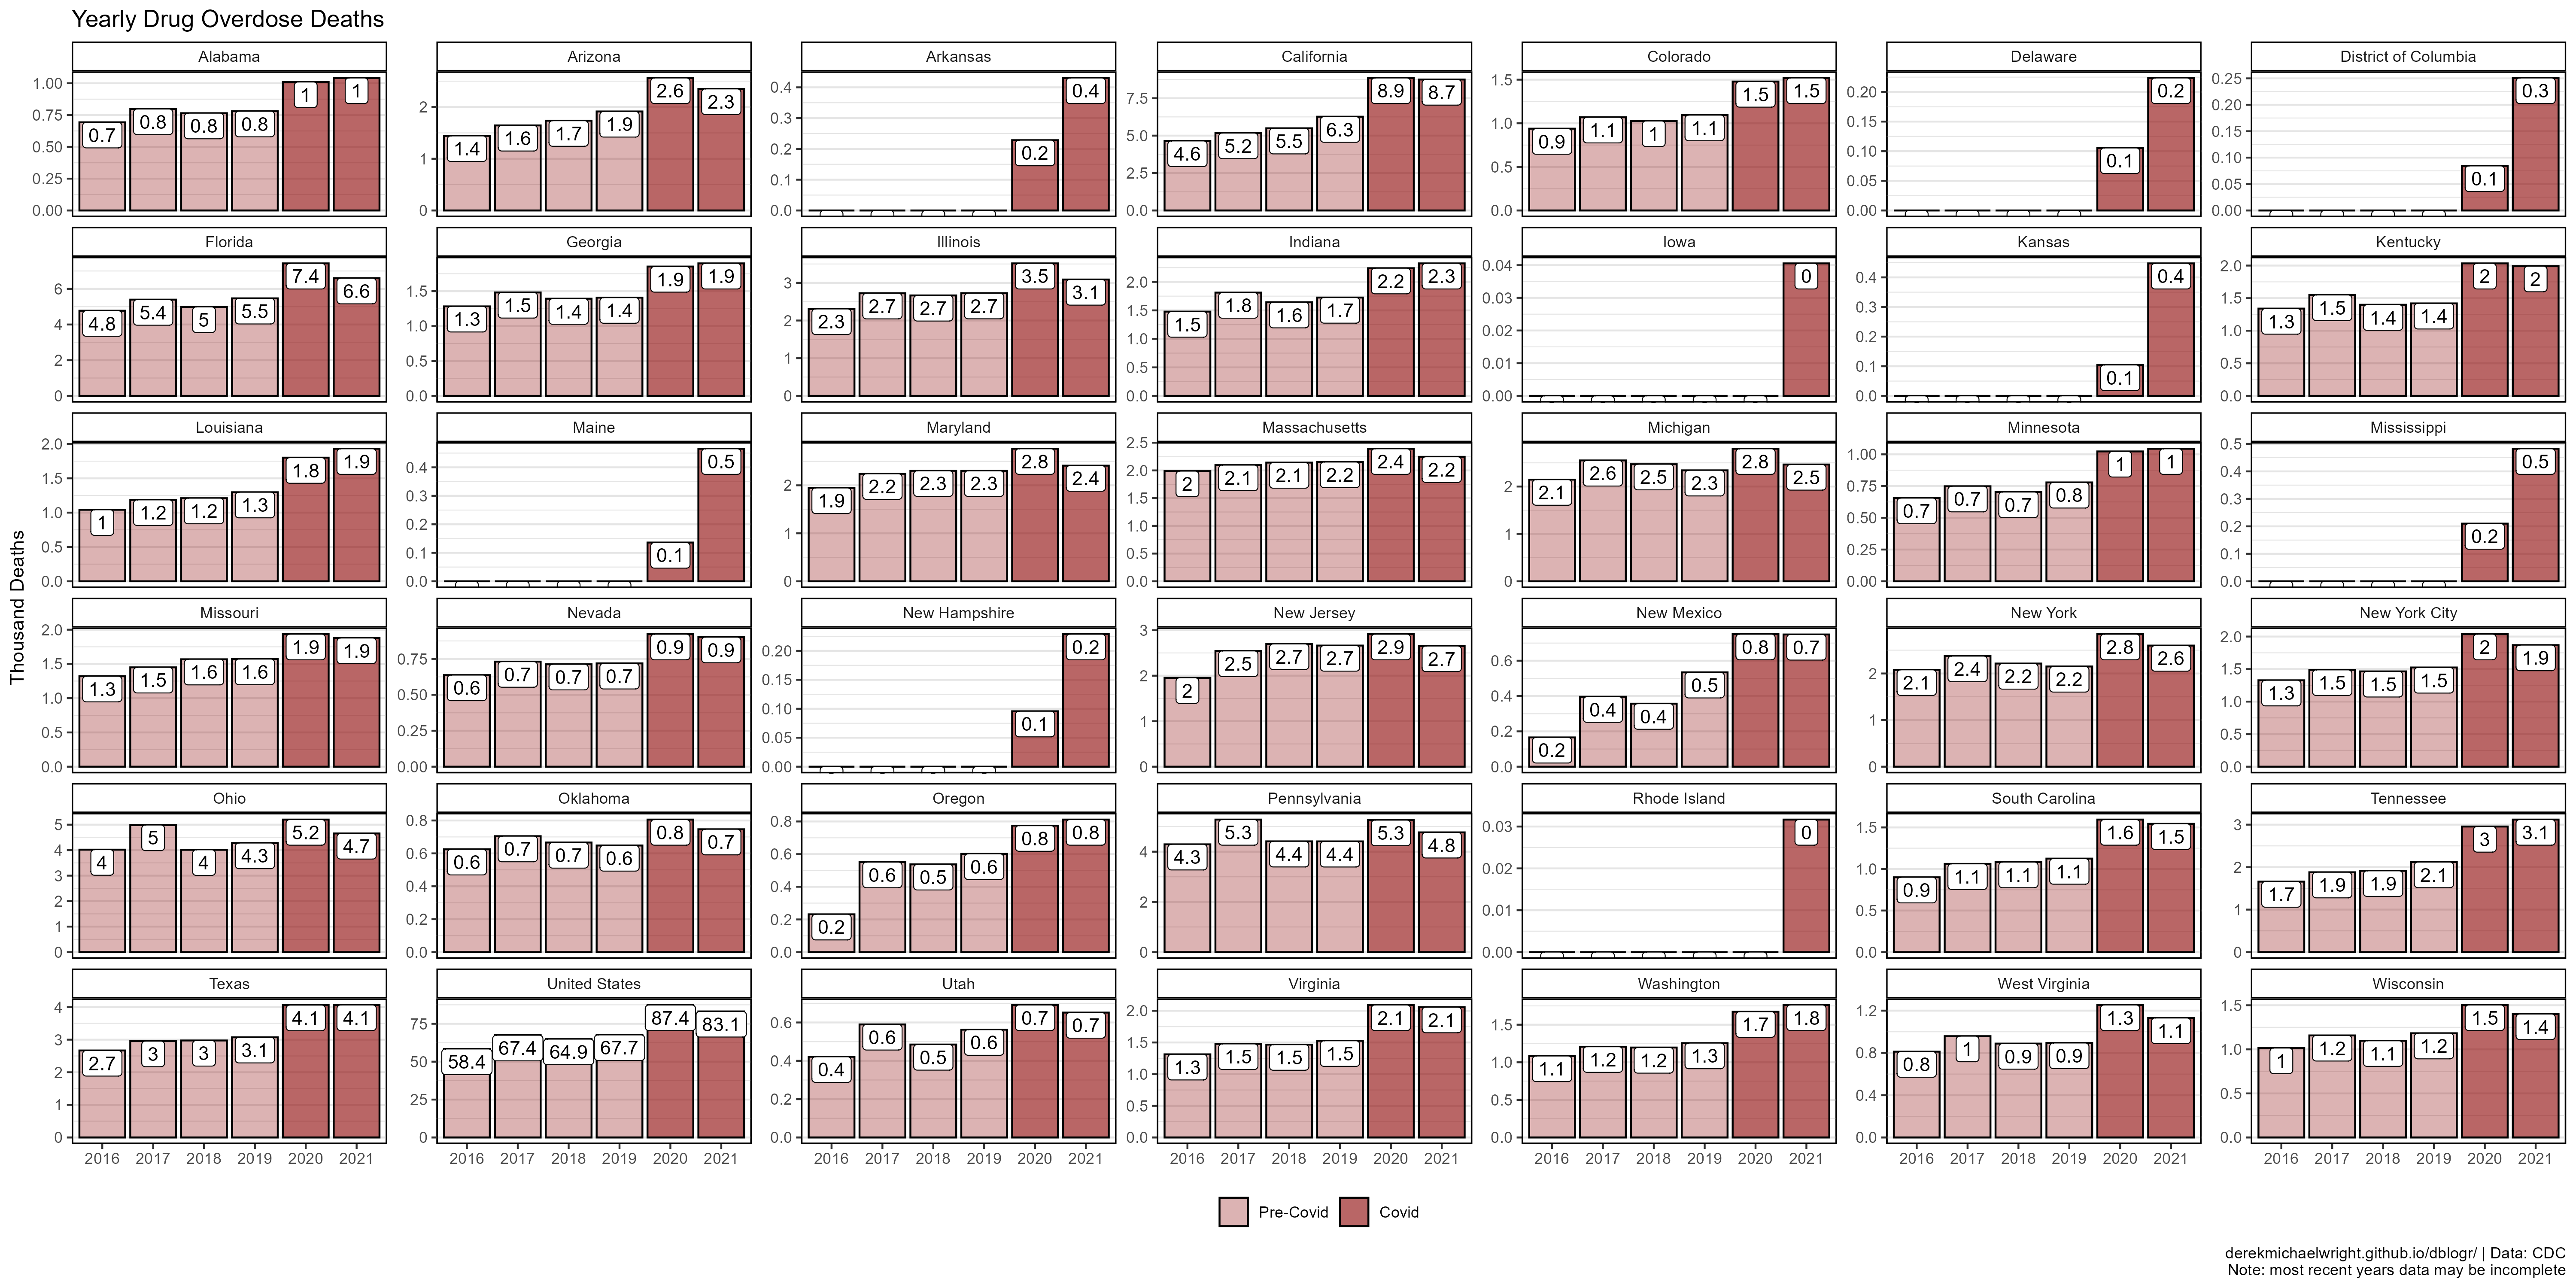 Yearly Drug Overdose Deaths
Thousand Deaths
Alabama
1.00
0.75
0.50
0.25
0.00
0.7 0.8 0.8 0.8 1 1
Arizona
2
1
0
1.4 1.6 1.7 1.9 2.6 2.3
Arkansas
0.4
0.3
0.2
0.1
0.0
0.2 0.4
California
7.5
5.0
2.5
0.0
4.6 5.2 5.5 6.3 8.9 8.7
Colorado
1.5
1.0
0.5
0.0
0.9 1.1 1 1.1 1.5 1.5
Delaware
0.20
0.15
0.10
0.05
0.00
0.1 0.2
District of Columbia
0.25
0.20
0.15
0.10
0.05
0.00
0.1 0.3
Florida
6
4
2
0
4.8 5.4 5 5.5 7.4 6.6
Georgia
1.5
1.0
0.5
0.0
1.3 1.5 1.4 1.4 1.9 1.9
Illinois
3
2
1
0
2.3 2.7 2.7 2.7 3.5 3.1
Indiana
2.0
1.5
1.0
0.5
0.0
1.5 1.8 1.6 1.7 2.2 2.3
Iowa
0.04
0.03
0.02
0.01
0.00
0
Kansas
0.4
0.3
0.2
0.1
0.0
0.1 0.4
Kentucky
2.0
1.5
1.0
0.5
0.0
1.3 1.5 1.4 1.4 2 2
Louisiana
2.0
1.5
1.0
0.5
0.0
1 1.2 1.2 1.3 1.8 1.9
Maine
0.4
0.3
0.2
0.1
0.0
0.1 0.5
Maryland
2
1
0
1.9 2.2 2.3 2.3 2.8 2.4
Massachusetts
2.5
2.0
1.5
1.0
0.5
0.0
2 2.1 2.1 2.2 2.4 2.2
Michigan
2
1
0
2.1 2.6 2.5 2.3 2.8 2.5
Minnesota
1.00
0.75
0.50
0.25
0.00
0.7 0.7 0.7 0.8 1 1
Mississippi
0.5
0.4
0.3
0.2
0.1
0.0
0.2 0.5
Missouri
2.0
1.5
1.0
0.5
0.0
1.3 1.5 1.6 1.6 1.9 1.9
Nevada
0.75
0.50
0.25
0.00
0.6 0.7 0.7 0.7 0.9 0.9
New Hampshire
0.20
0.15
0.10
0.05
0.00
0.1 0.2
New Jersey
3
2
1
0
2 2.5 2.7 2.7 2.9 2.7
New Mexico
0.6
0.4
0.2
0.0
0.2 0.4 0.4 0.5 0.8 0.7
New York
2
1
0
2.1 2.4 2.2 2.2 2.8 2.6
New York City
2.0
1.5
1.0
0.5
0.0
1.3 1.5 1.5 1.5 2 1.9
Ohio
5
4
3
2
1
0
4 5 4 4.3 5.2 4.7
Oklahoma
0.8
0.6
0.4
0.2
0.0
0.6 0.7 0.7 0.6 0.8 0.7
Oregon
0.8
0.6
0.4
0.2
0.0
0.2 0.6 0.5 0.6 0.8 0.8
Pennsylvania
4
2
0
4.3 5.3 4.4 4.4 5.3 4.8
Rhode Island
0.03
0.02
0.01
0.00
0
South Carolina
1.5
1.0
0.5
0.0
0.9 1.1 1.1 1.1 1.6 1.5
Tennessee
3
2
1
0
1.7 1.9 1.9 2.1 3 3.1
Texas
4
3
2
1
0
2.7 3 3 3.1 4.1 4.1
2016 2017 2018 2019 2020 2021
United States
75
50
25
0
58.4 67.4 64.9 67.7 87.4 83.1
2016 2017 2018 2019 2020 2021
Utah
0.6
0.4
0.2
0.0
0.4 0.6 0.5 0.6 0.7 0.7
2016 2017 2018 2019 2020 2021
Virginia
2.0
1.5
1.0
0.5
0.0
1.3 1.5 1.5 1.5 2.1 2.1
2016 2017 2018 2019 2020 2021
Washington
1.5
1.0
0.5
0.0
1.1 1.2 1.2 1.3 1.7 1.8
2016 2017 2018 2019 2020 2021
West Virginia
1.2
0.8
0.4
0.0
0.8 1 0.9 0.9 1.3 1.1
2016 2017 2018 2019 2020 2021
Wisconsin
1.5
1.0
0.5
0.0
1 1.2 1.1 1.2 1.5 1.4
2016 2017 2018 2019 2020 2021
Pre-Covid Covid
derekmichaelwright.github.io/dblogr/ | Data: CDC
Note: most recent years data may be incomplete